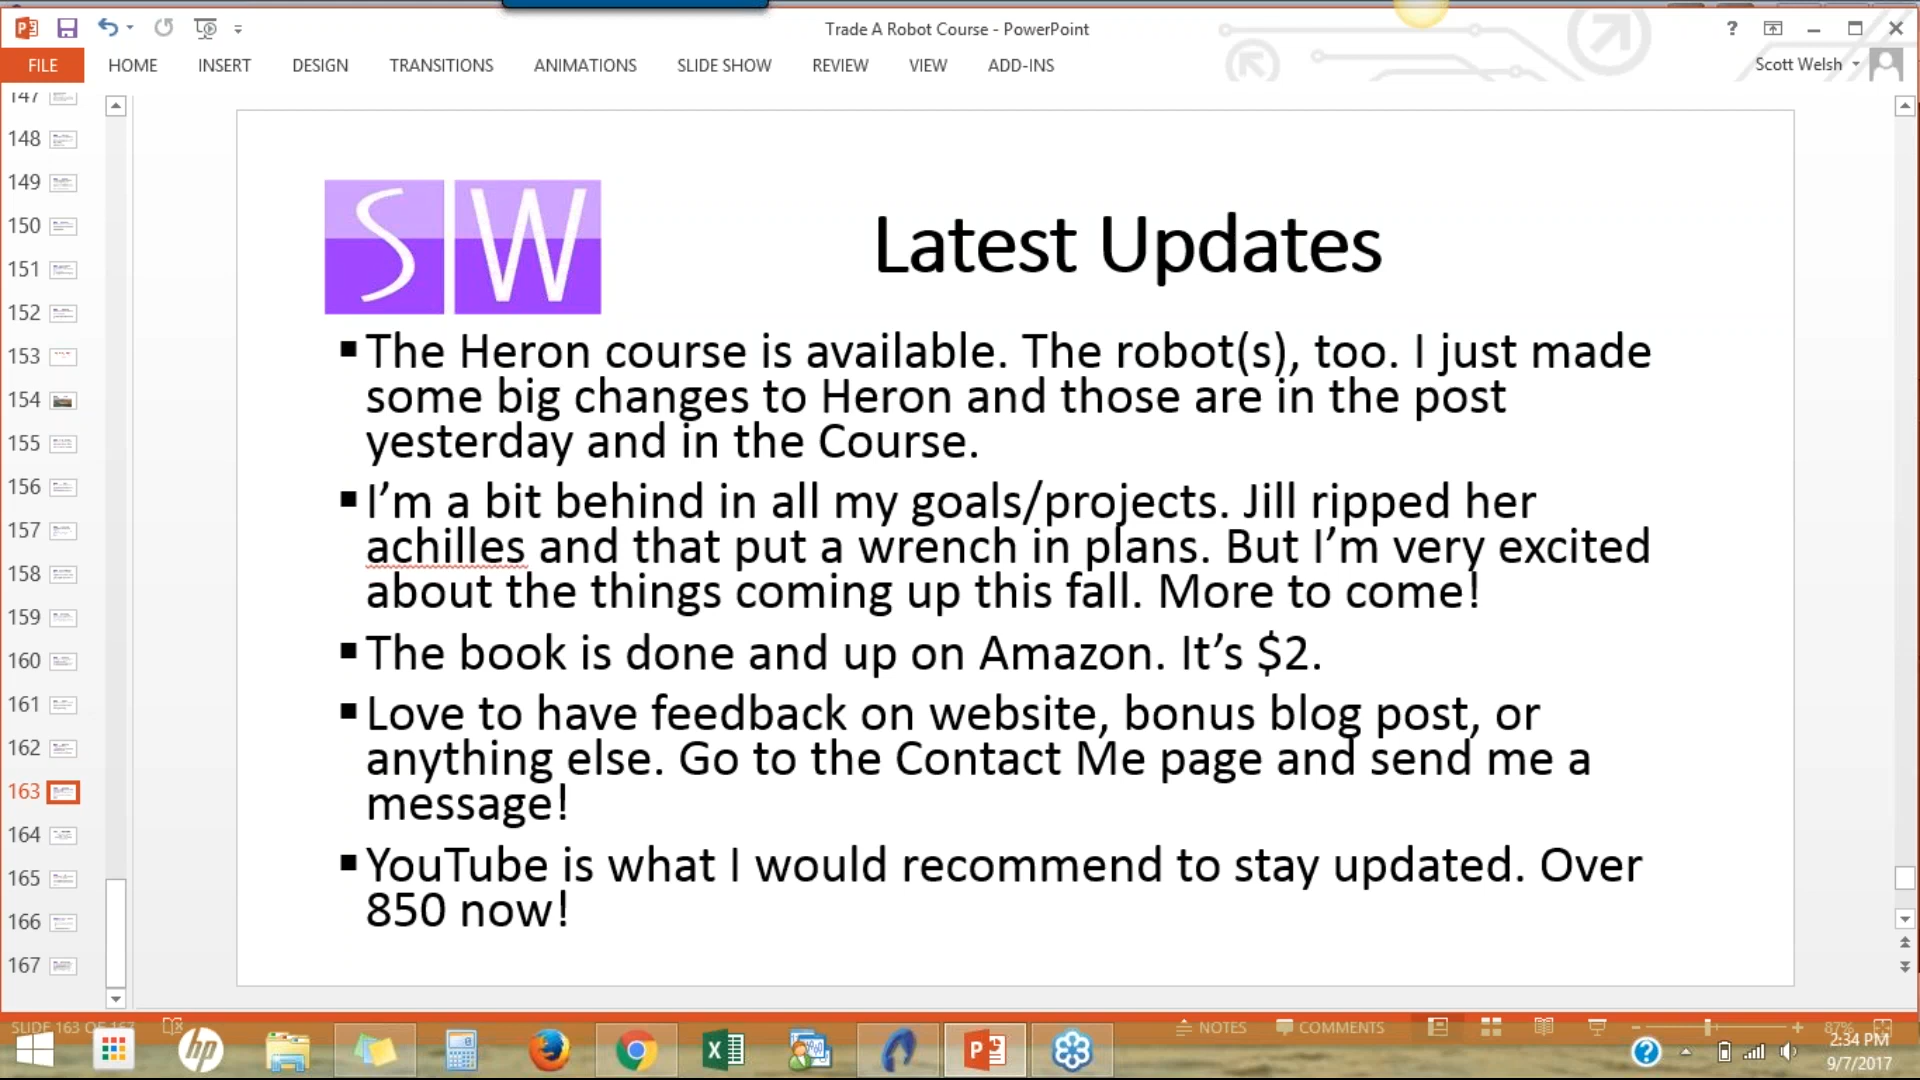 Trade A Robot Course - PowerPoint
?
FILE HOME INSERT DESIGN TRANSITIONS ANIMATIONS SLIDE SHOW REVIEW VIEW ADD-INS
Scott Welsh
147
148
149
150
151
152
153
154
155
156
157
158
159
160
161
162
163
164
165
166
167
SW
Latest Updates
▪The Heron course is available. The robot(s), too. I just made
some big changes to Heron and those are in the post
yesterday and in the Course.
▪I’m a bit behind in all my goals/projects. Jill ripped her
achilles and that put a wrench in plans. But I’m very excited
about the things coming up this fall. More to come!
▪The book is done and up on Amazon. It’s $2.
▪Love to have feedback on website, bonus blog post, or
anything else. Go to the Contact Me page and send me a
message!
▪YouTube is what I would recommend to stay updated. Over
850 now!
SLIDE 163 OF 167
NOTES COMMENTS
87%
2:34 PM
9/7/2017